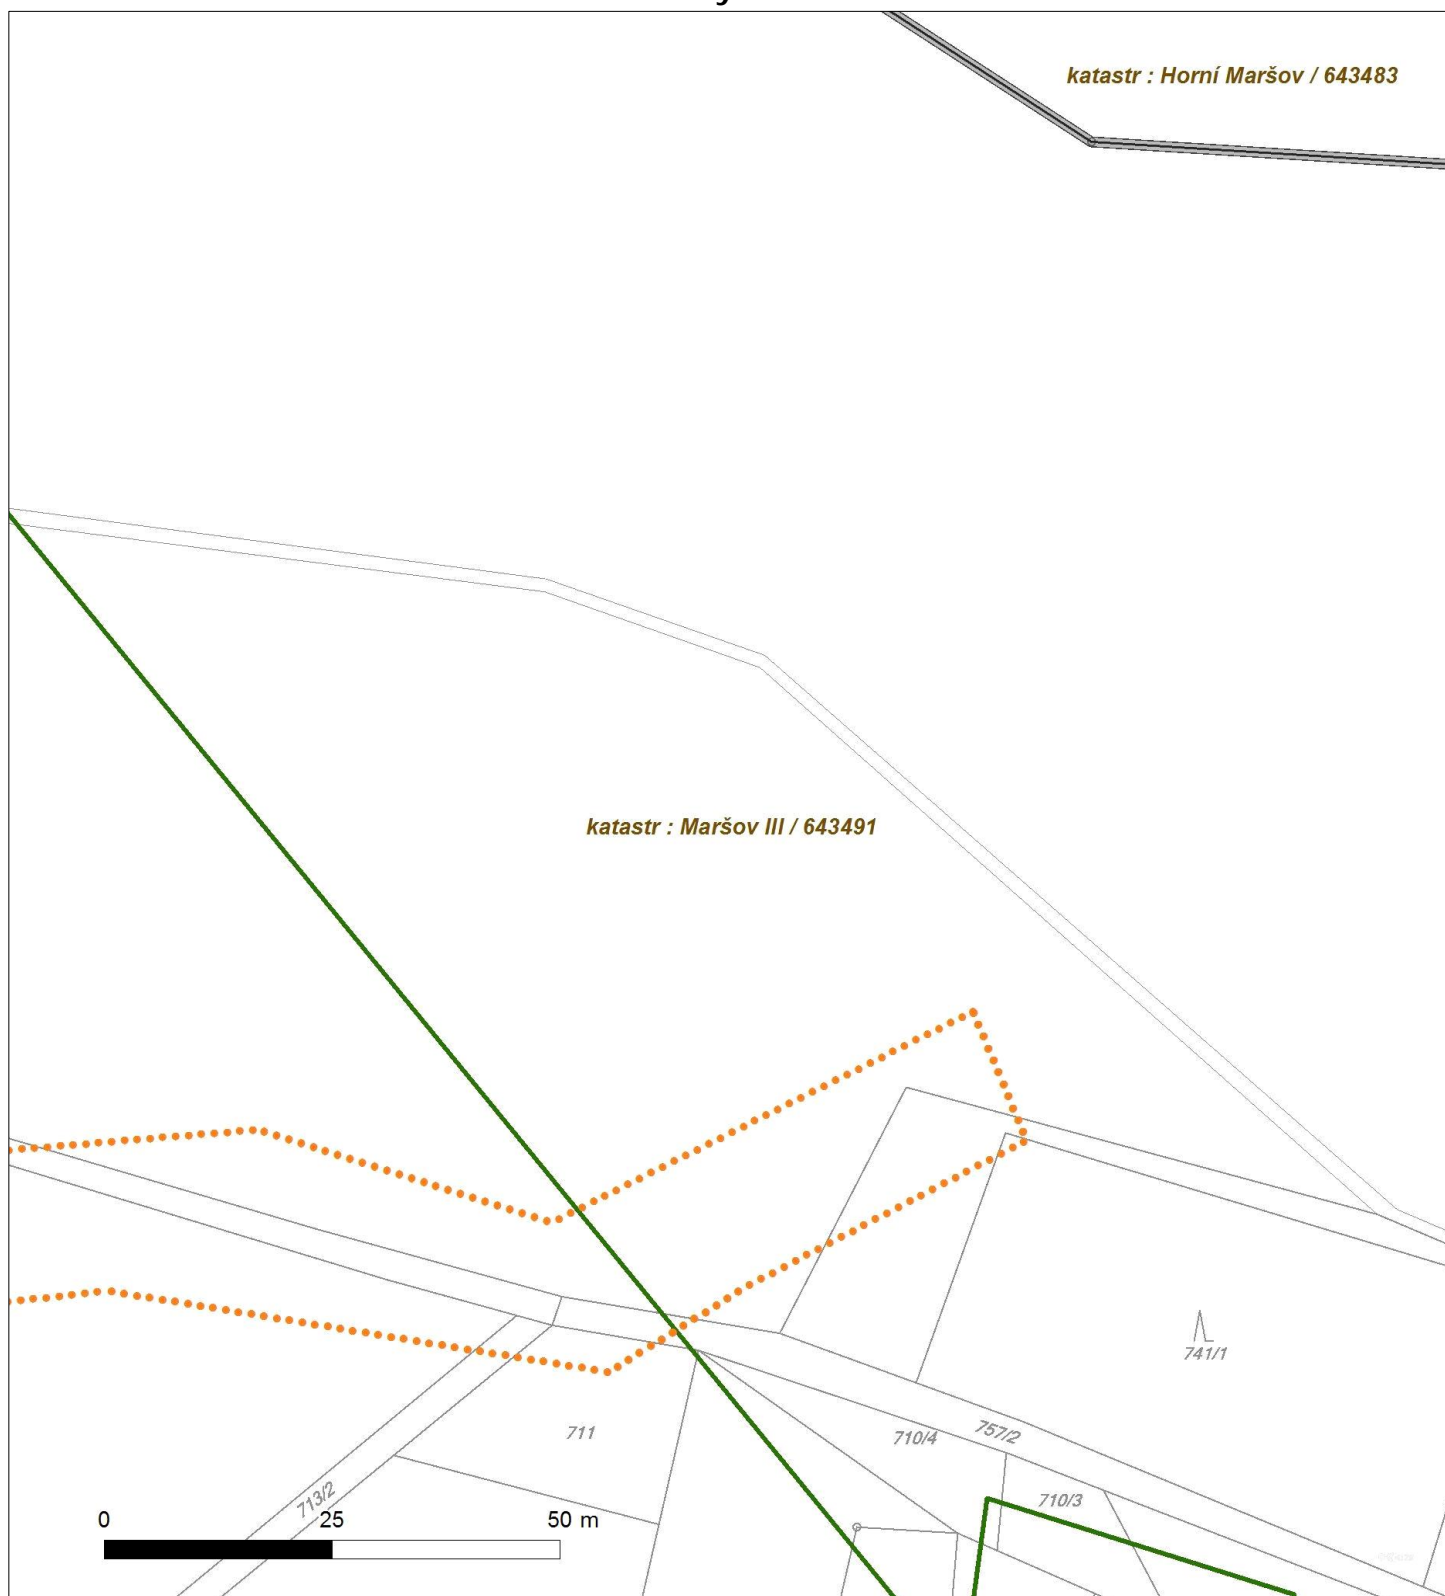 katastr : Horní Maršov / 643483
katastr : Maršov III / 643491
741/1
711
710/4
757/2
713/2
710/3
0 25 50 m